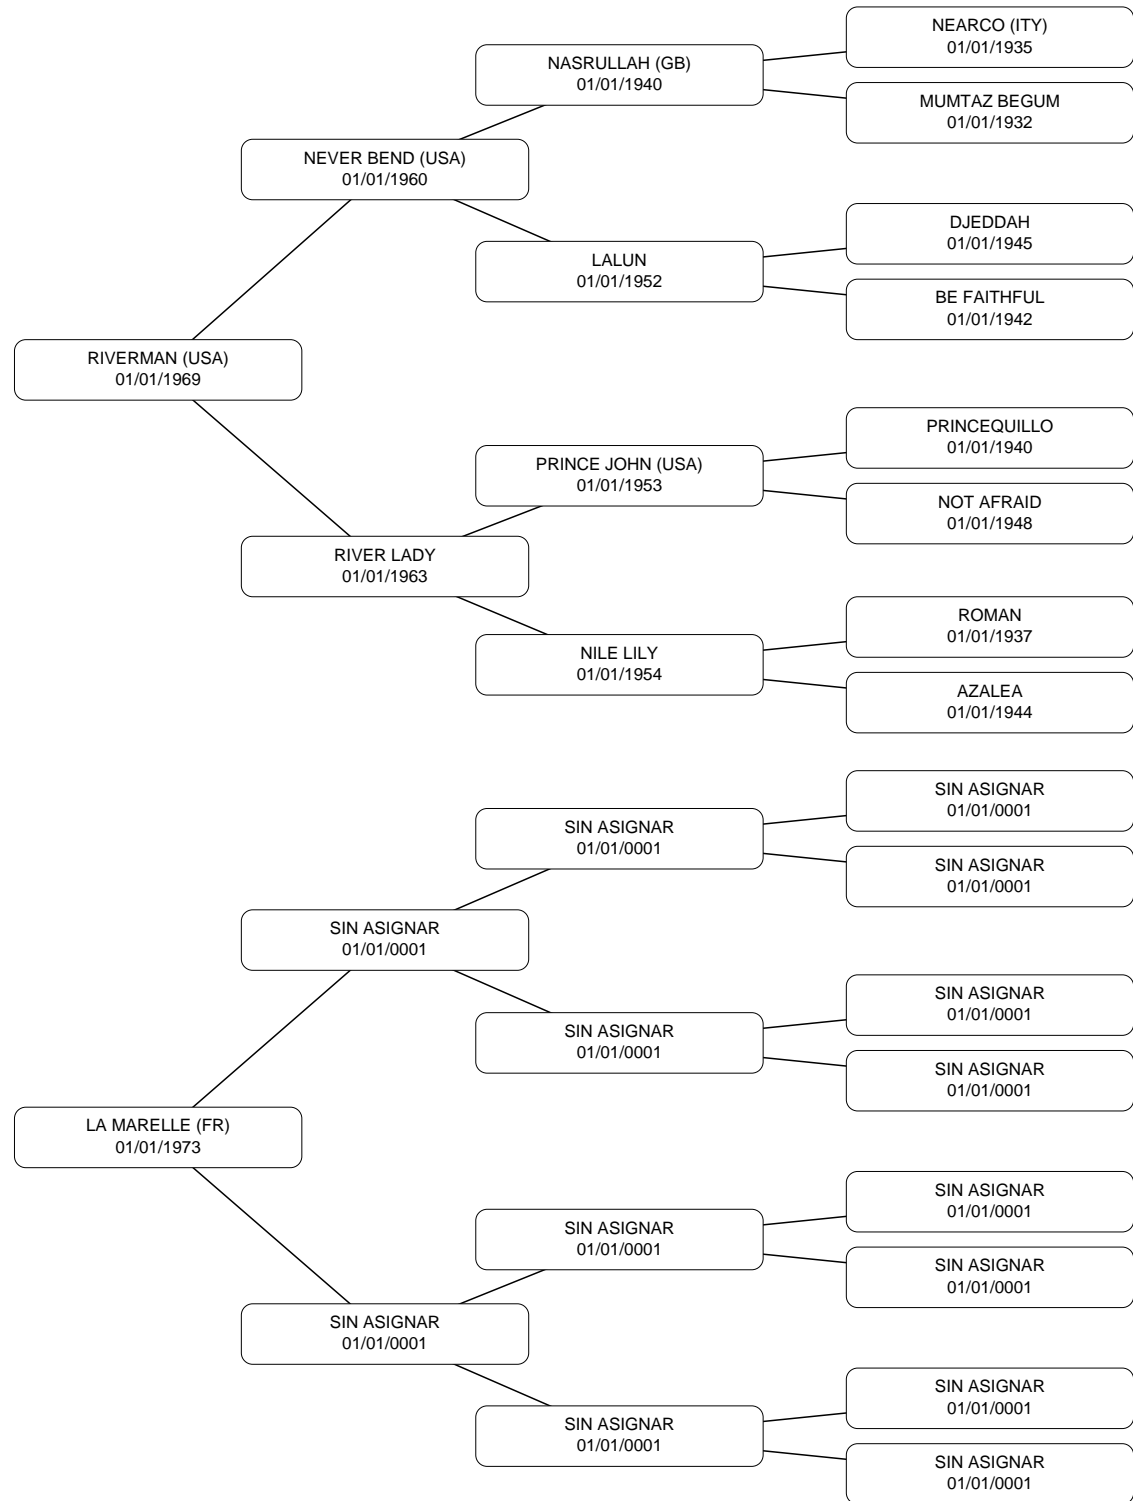 NEARCO (ITY)
01/01/1935
NASRULLAH (GB)
01/01/1940
MUMTAZ BEGUM
01/01/1932
NEVER BEND (USA)
01/01/1960
DJEDDAH
01/01/1945
LALUN
01/01/1952
BE FAITHFUL
01/01/1942
RIVERMAN (USA)
01/01/1969
PRINCEQUILLO
01/01/1940
PRINCE JOHN (USA)
01/01/1953
NOT AFRAID
01/01/1948
RIVER LADY
01/01/1963
ROMAN
01/01/1937
NILE LILY
01/01/1954
AZALEA
01/01/1944
SIN ASIGNAR
01/01/0001
SIN ASIGNAR
01/01/0001
SIN ASIGNAR
01/01/0001
SIN ASIGNAR
01/01/0001
SIN ASIGNAR
01/01/0001
SIN ASIGNAR
01/01/0001
SIN ASIGNAR
01/01/0001
LA MARELLE (FR)
01/01/1973
SIN ASIGNAR
01/01/0001
SIN ASIGNAR
01/01/0001
SIN ASIGNAR
01/01/0001
SIN ASIGNAR
01/01/0001
SIN ASIGNAR
01/01/0001
SIN ASIGNAR
01/01/0001
SIN ASIGNAR
01/01/0001